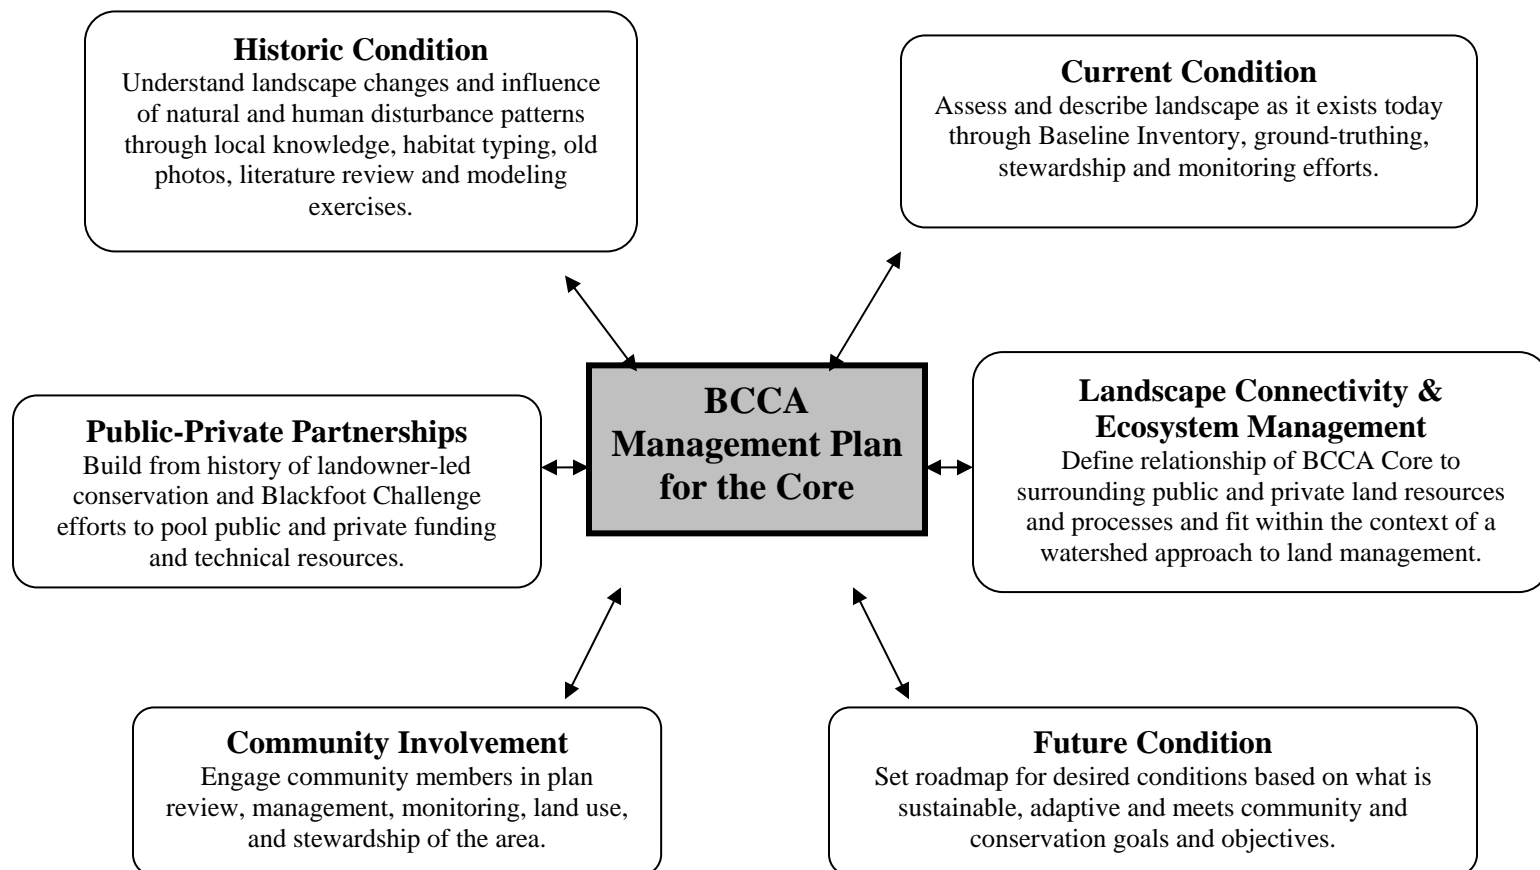 Historic Condition
Understand landscape changes and influence
of natural and human disturbance patterns
through local knowledge, habitat typing, old
photos, literature review and modeling
exercises.
Current Condition
Assess and describe landscape as it exists today
through Baseline Inventory, ground-truthing,
stewardship and monitoring efforts.
Public-Private Partnerships
Build from history of landowner-led
conservation and Blackfoot Challenge
efforts to pool public and private funding
and technical resources.
BCCA
Management Plan
for the Core
Landscape Connectivity &
Ecosystem Management
Define relationship of BCCA Core to
surrounding public and private land resources
and processes and fit within the context of a
watershed approach to land management.
Community Involvement
Engage community members in plan
review, management, monitoring, land use,
and stewardship of the area.
Future Condition
Set roadmap for desired conditions based on what is
sustainable, adaptive and meets community and
conservation goals and objectives.